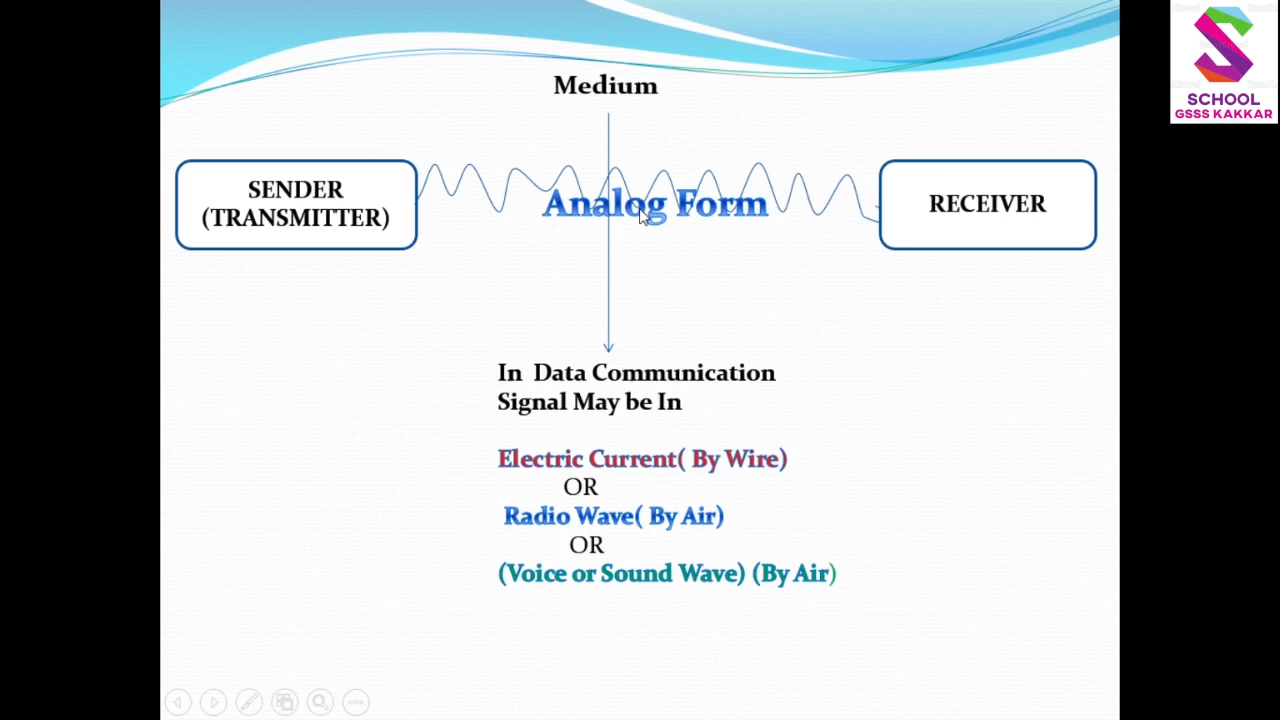 Medium
SENDER
(TRANSMITTER)
Analog Form
RECEIVER
In Data Communication
Signal May be In
Electric Current( By Wire)
OR
Radio Wave( By Air)
OR
(Voice or Sound Wave) (By Air)
SCHOOL
GSSS KAKKAR